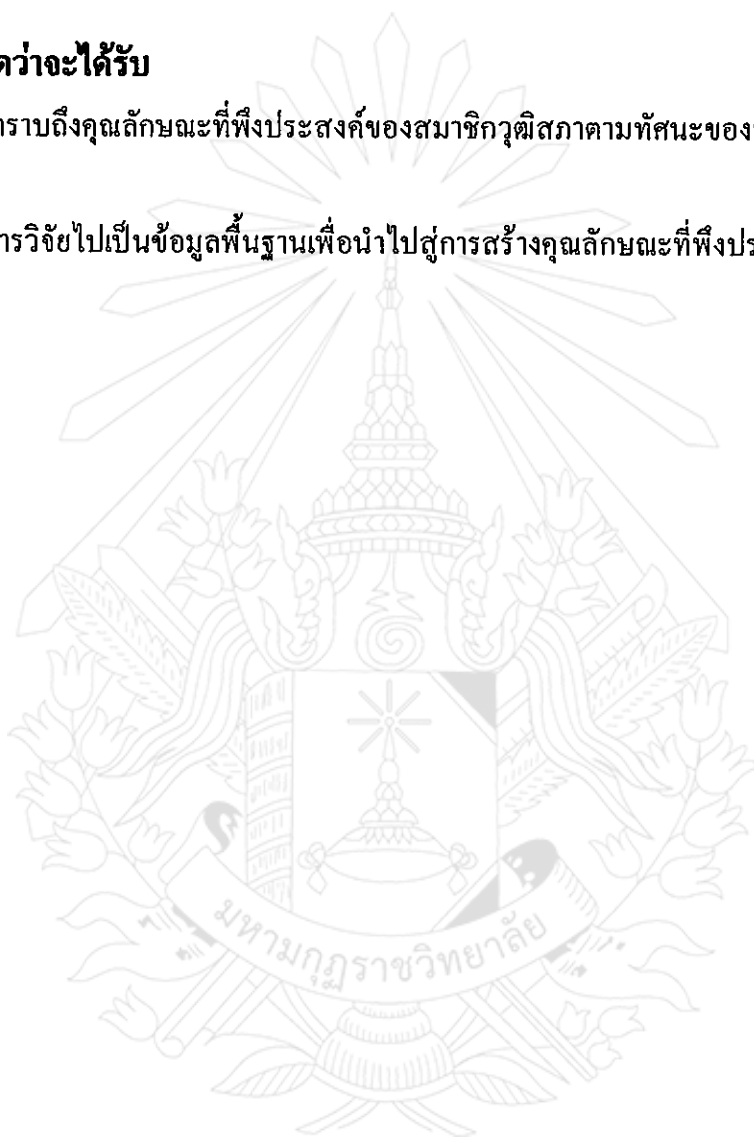 ดว่าจะได้รับ
ทราบถึงคุณลักษณะที่พึงประสงค์ของสมาชิกวุฒิสภาตามทัศนะของ
ารวิจัยไปเป็นข้อมูลพื้นฐานเพื่อนำไปสู่การสร้างคุณลักษณะที่พึงปร
มหามกุฏราชวิทยาลัย